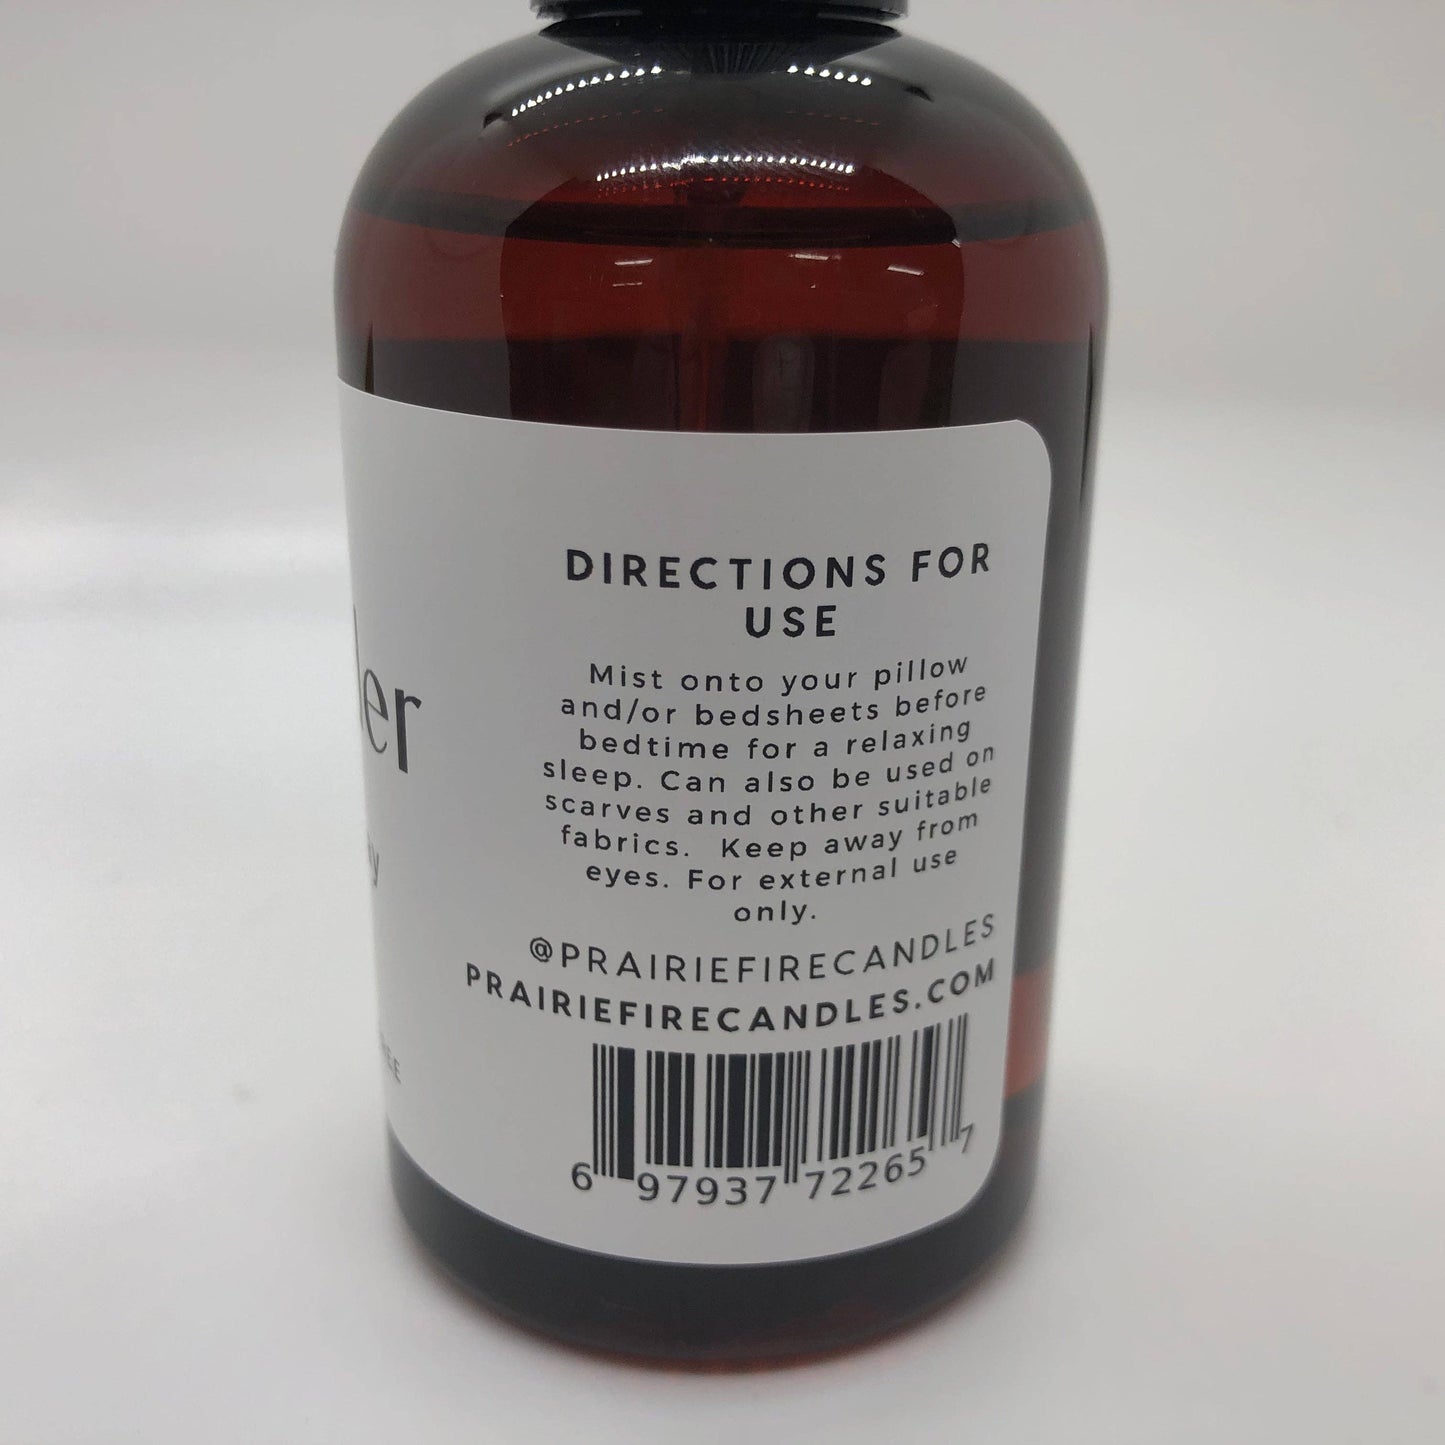 DIRECTIONS FOR
USE
Mist onto your pillow
and/or bedsheets before
bedtime for a relaxing
sleep. Can also be used on
scarves and other suitable
fabrics. Keep away from
eyes. For external use
only.
@PRAIRIEFIRECANDLES
PRAIRIEFIRECANDLES.COM
6 97937 72265 7